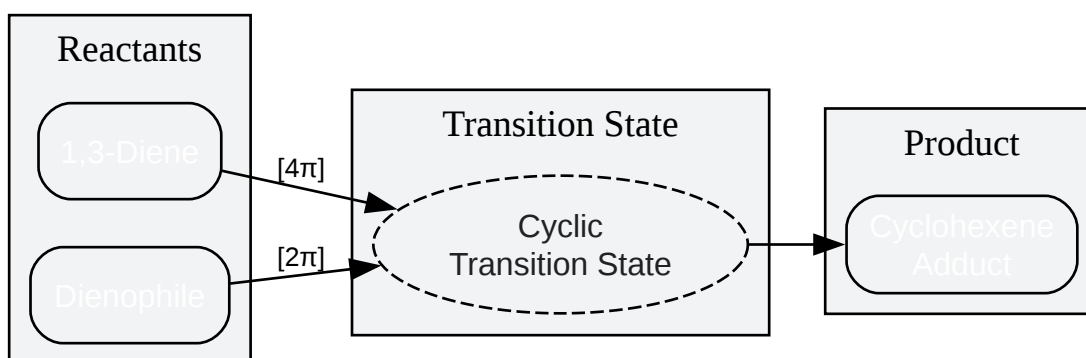 Reactants
1,3-Diene
Dienophile
[4π]
[2π]
Transition State
Cyclic
Transition State
Product
Cyclohexene
Adduct